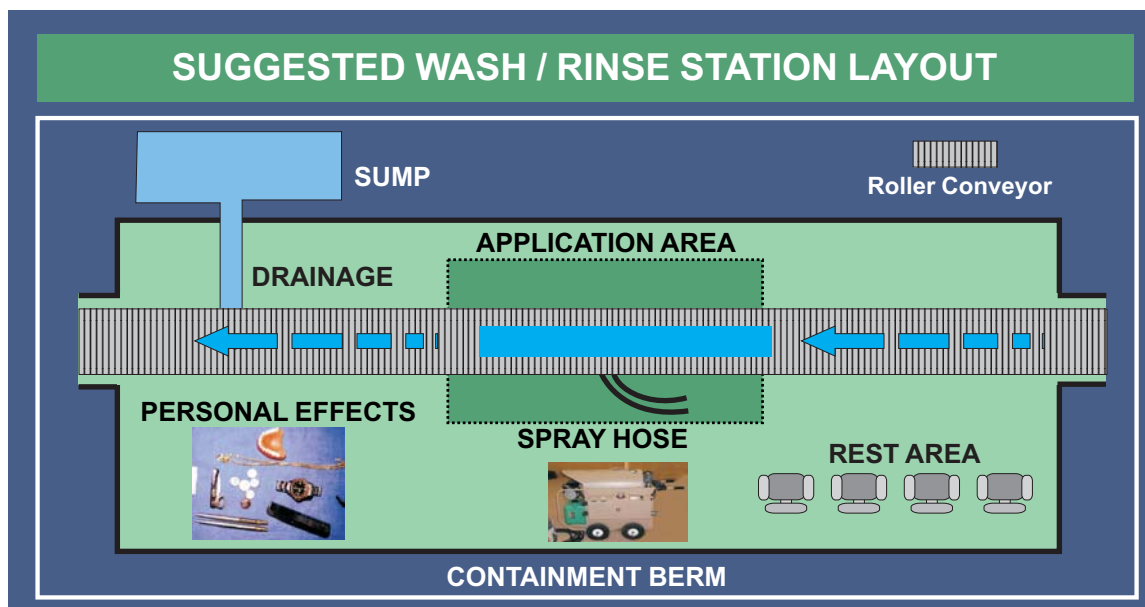 SUGGESTED WASH / RINSE STATION LAYOUT
SUMP
Roller Conveyor
APPLICATION AREA
DRAINAGE
PERSONAL EFFECTS
SPRAY HOSE
REST AREA
CONTAINMENT BERM